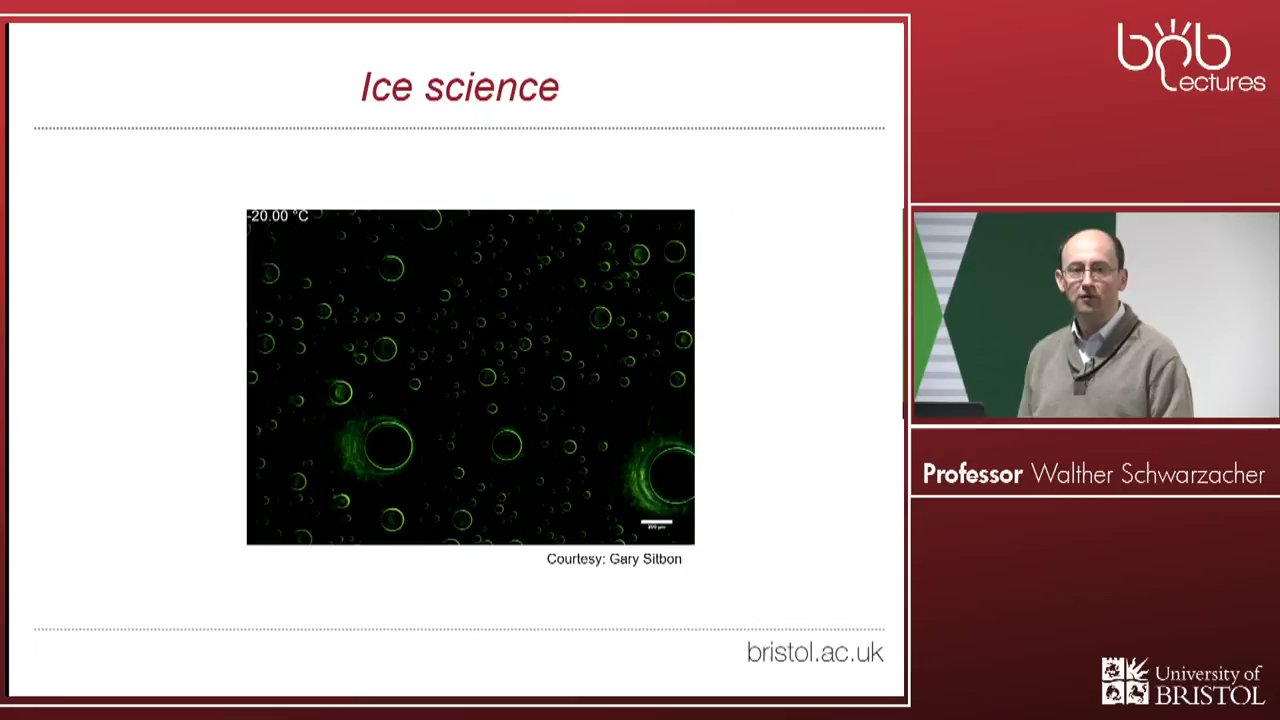 Ice science
-20.00 °C
Courtesy: Gary Sitbon
bristol.ac.uk
bob
Lectures
Professor Walther Schwarzacher
University of
BRISTOL